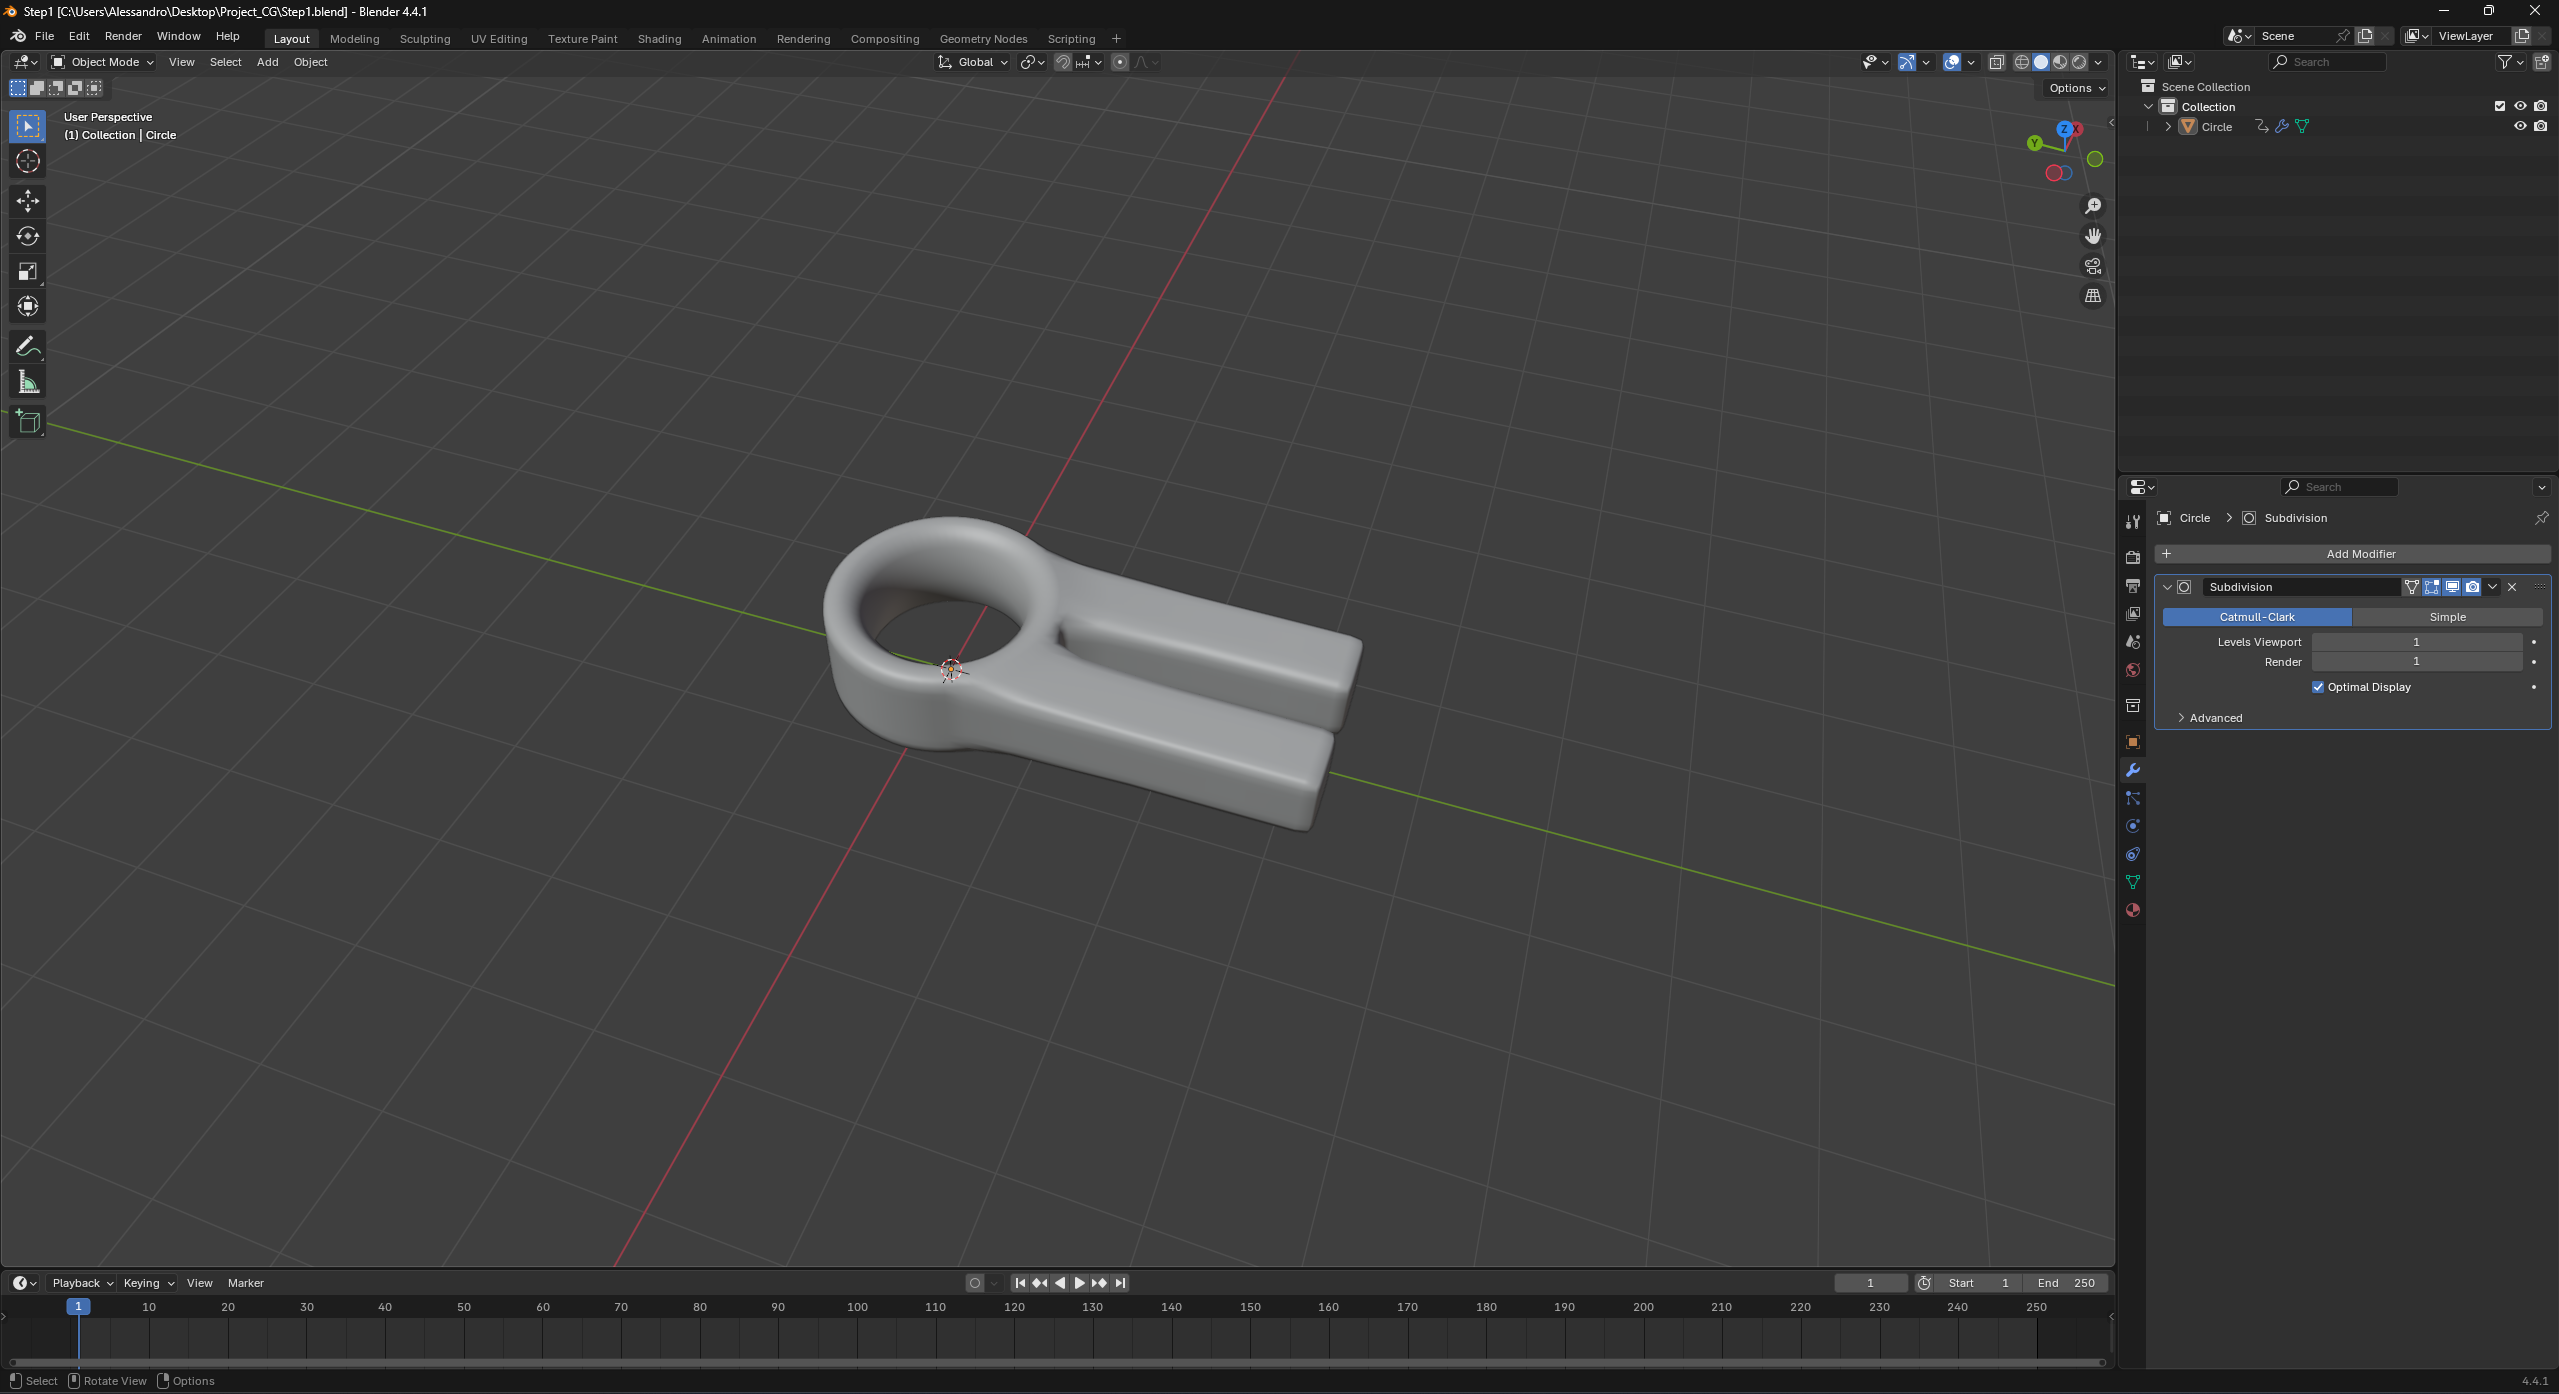 Step1 [C:\Users\Alessandro\Desktop\Project_CG\Step1.blend] - Blender 4.4.1
File Edit Render Window Help Layout Modeling Sculpting UV Editing Texture Paint Shading Animation Rendering Compositing Geometry Nodes Scripting + Scene ViewLayer
Object Mode View Select Add Object Global Search
Options
User Perspective
(1) Collection | Circle
Z X
Y
Scene Collection
Collection
Circle
Search
Circle > Subdivision
+ Add Modifier
Subdivision
Catmull-Clark Simple
Levels Viewport 1
Render 1
Optimal Display
Advanced
Playback Keying View Marker 1 Start 1 End 250
1 10 20 30 40 50 60 70 80 90 100 110 120 130 140 150 160 170 180 190 200 210 220 230 240 250
Select Rotate View Options 4.4.1